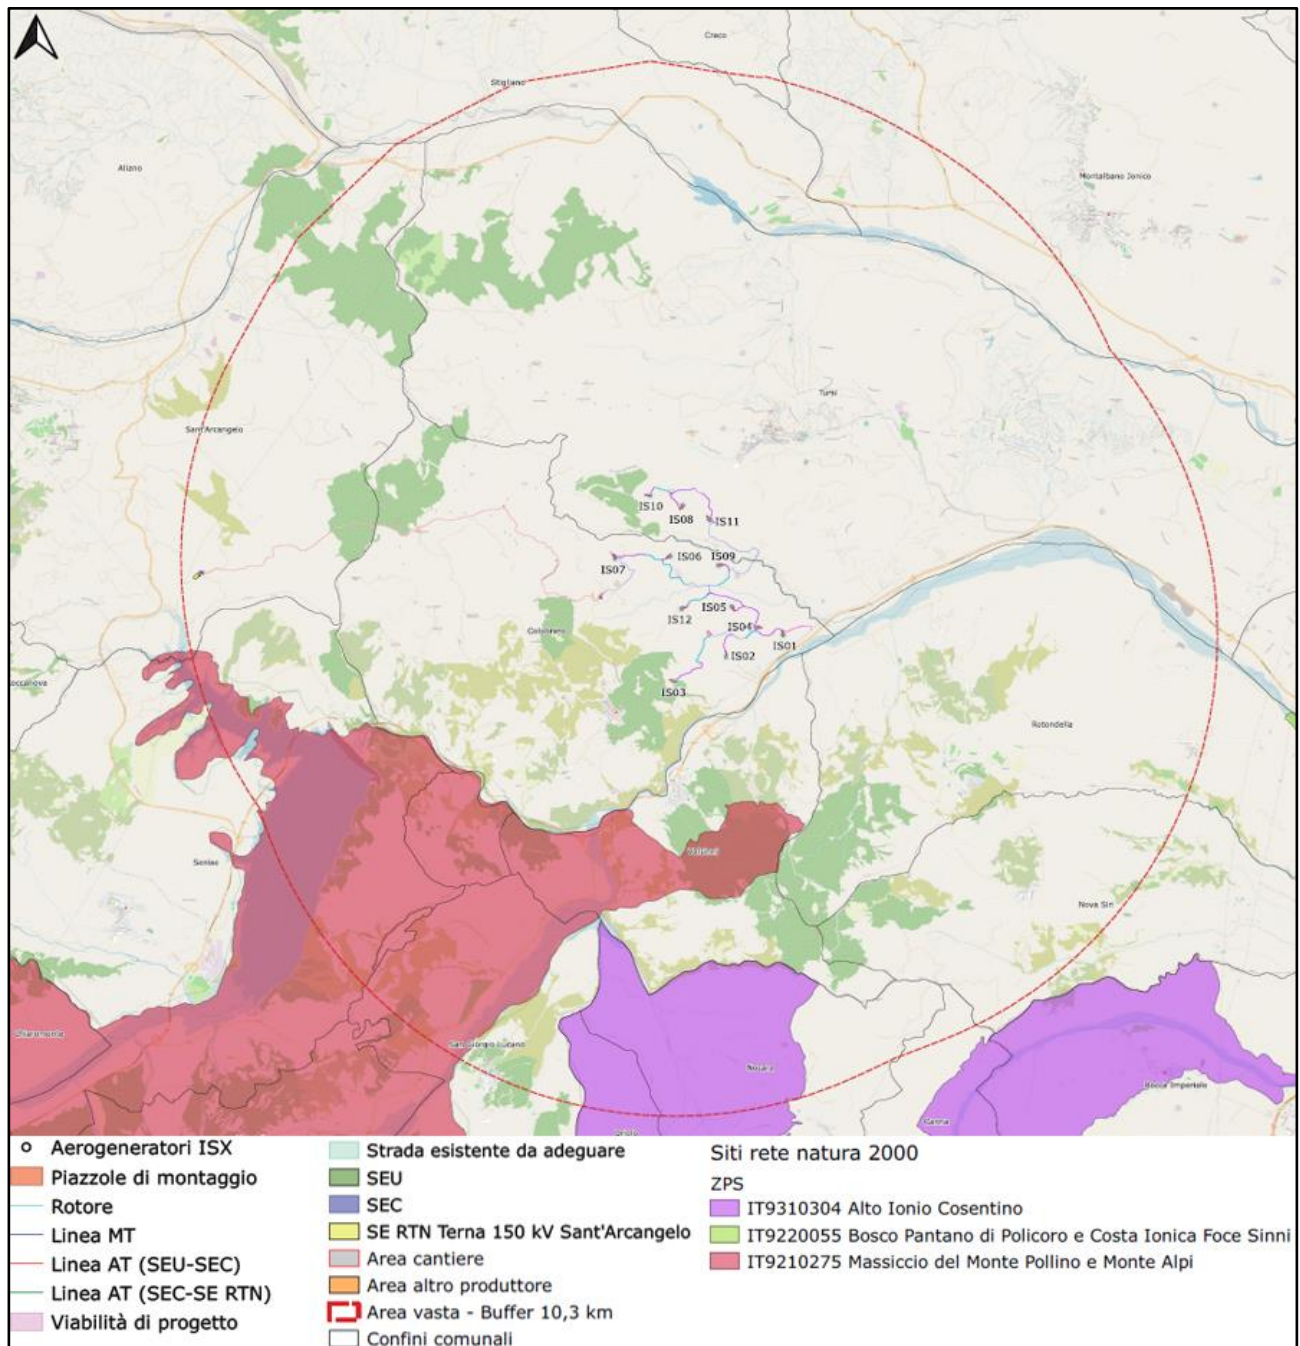 Craco
Stigliano
Aliano
Montalbano Jonico
Tursi
Sant'Arcangelo
IS10
IS08
IS11
IS06
IS09
IS07
IS05
IS12
IS04
IS01
Colobraro
IS02
IS03
Roccanova
Rotondella
Valsinni
Senise
Nova Siri
Chiaromonte
San Giorgio Lucano
Nocara
Rocca Imperiale
Canna
Oriolo
Aerogeneratori ISX
Piazzole di montaggio
Rotore
Linea MT
Linea AT (SEU-SEC)
Linea AT (SEC-SE RTN)
Viabilità di progetto
Strada esistente da adeguare
SEU
SEC
SE RTN Terna 150 kV Sant'Arcangelo
Area cantiere
Area altro produttore
Area vasta - Buffer 10,3 km
Confini comunali
Siti rete natura 2000
ZPS
IT9310304 Alto Ionio Cosentino
IT9220055 Bosco Pantano di Policoro e Costa Ionica Foce Sinni
IT9210275 Massiccio del Monte Pollino e Monte Alpi